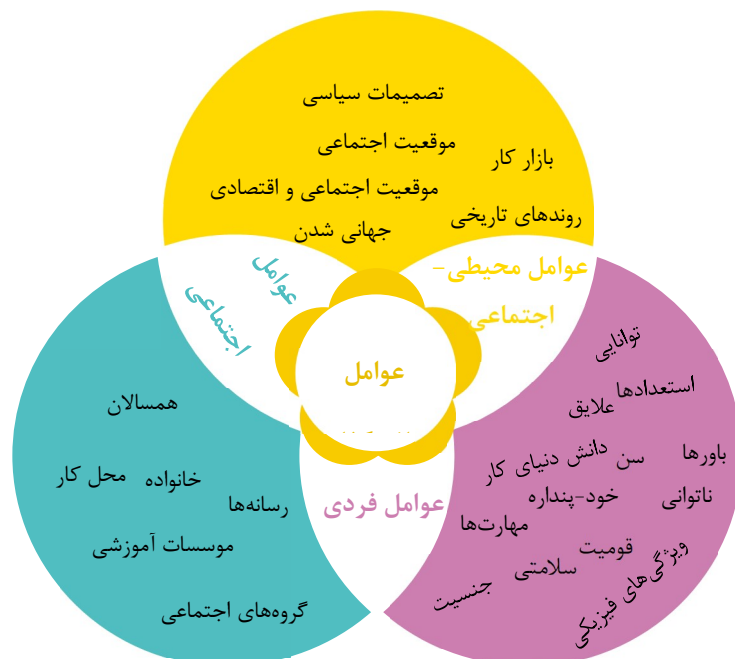 تصمیمات سیاسی
موقعیت اجتماعی
بازار کار
موقعیت اجتماعی و اقتصادی
روندهای تاریخی
جهانی شدن
عوامل محیطی-
اجتماعی
عوامل
اجتماعی
عوامل
توانایی
استعدادها
علایق
باورها
سن
دانش دنیای کار
ناتوانی
خود-پنداره
مهارت‌ها
قومیت
سلامتی
جنسیت
ویژگی‌های فیزیکی
عوامل فردی
همسالان
خانواده
محل کار
رسانه‌ها
موسسات آموزشی
گروه‌های اجتماعی